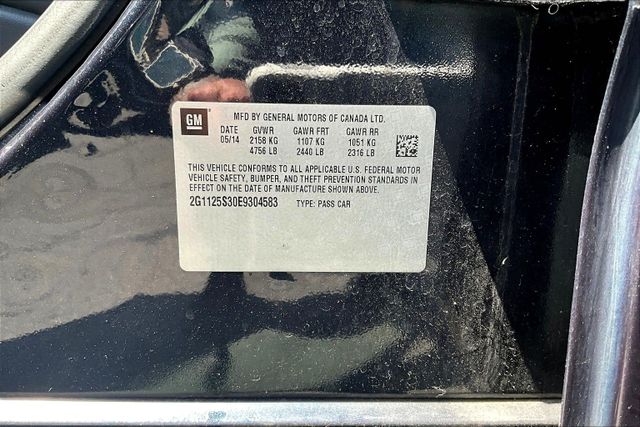 GM
MFD BY GENERAL MOTORS OF CANADA LTD.
DATE GVWR GAWR FRT GAWR RR
05/14 2158 KG 1107 KG 1051 KG
4756 LB 2440 LB 2316 LB
THIS VEHICLE CONFORMS TO ALL APPLICABLE U.S. FEDERAL MOTOR
VEHICLE SAFETY, BUMPER, AND THEFT PREVENTION STANDARDS IN
EFFECT ON THE DATE OF MANUFACTURE SHOWN ABOVE.
2G1125S30E9304583 TYPE: PASS CAR